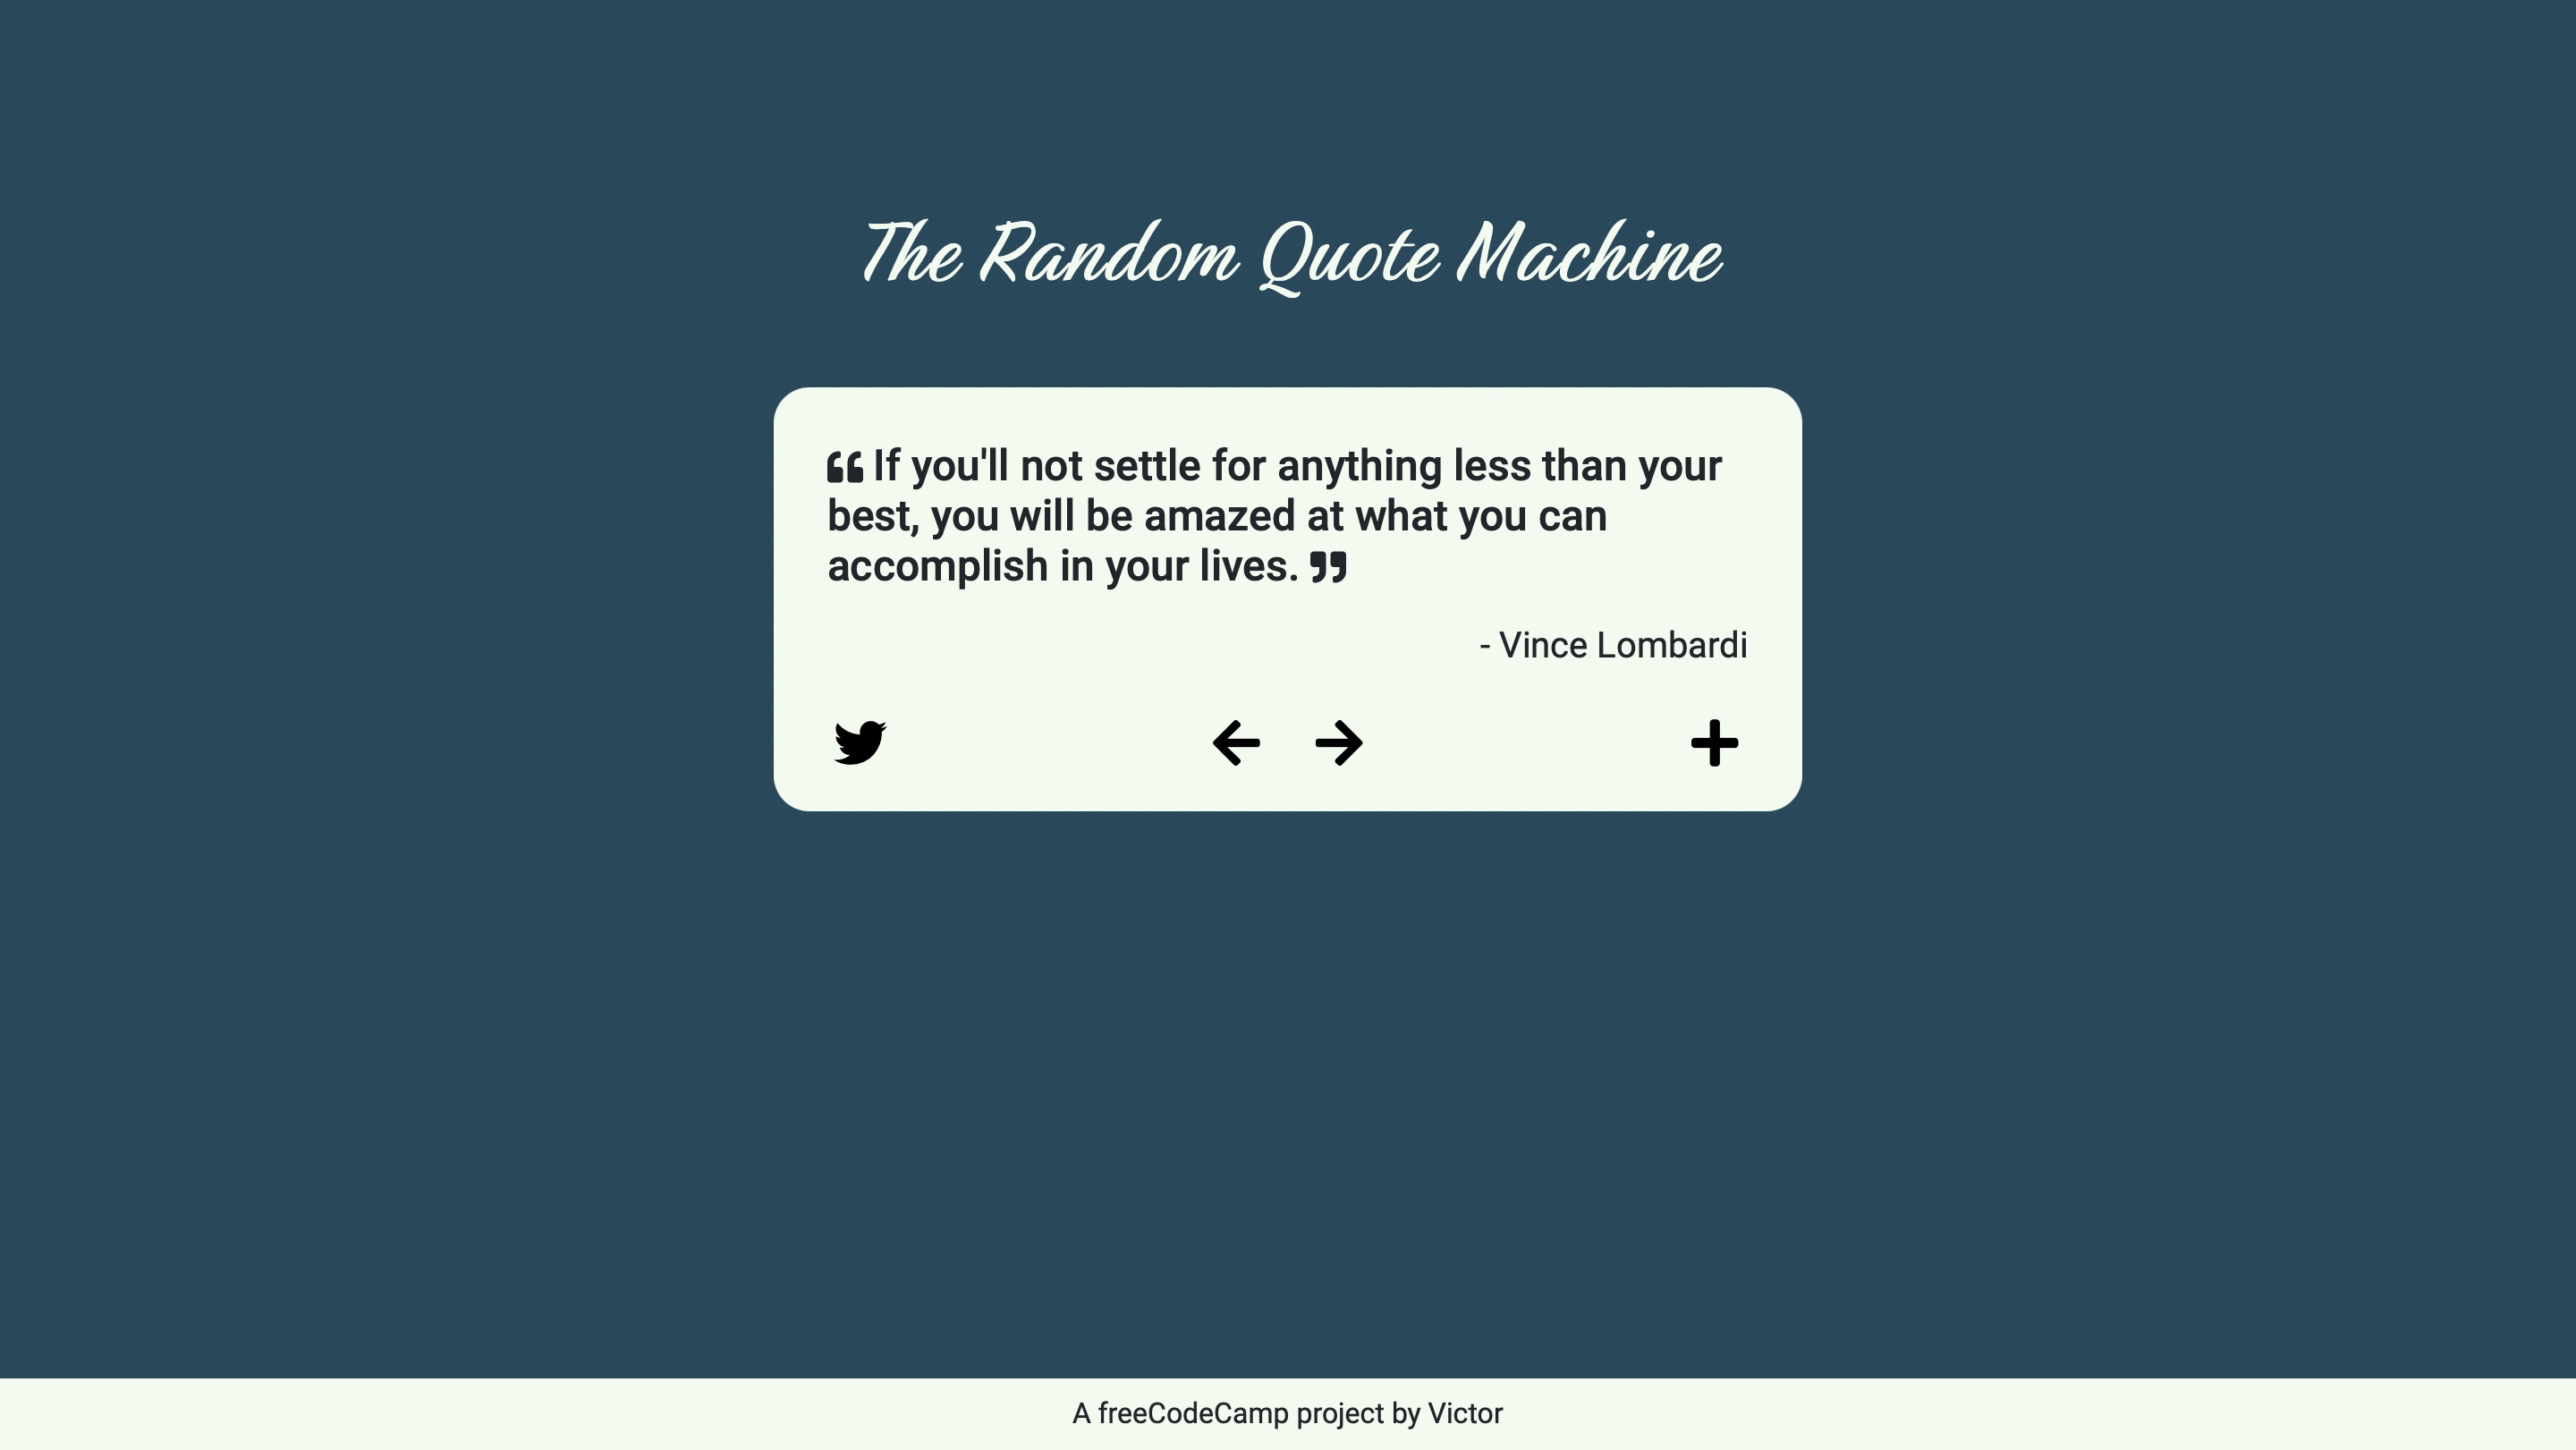 The Random Quote Machine
“ If you'll not settle for anything less than your
best, you will be amazed at what you can
accomplish in your lives. ”
- Vince Lombardi
A freeCodeCamp project by Victor